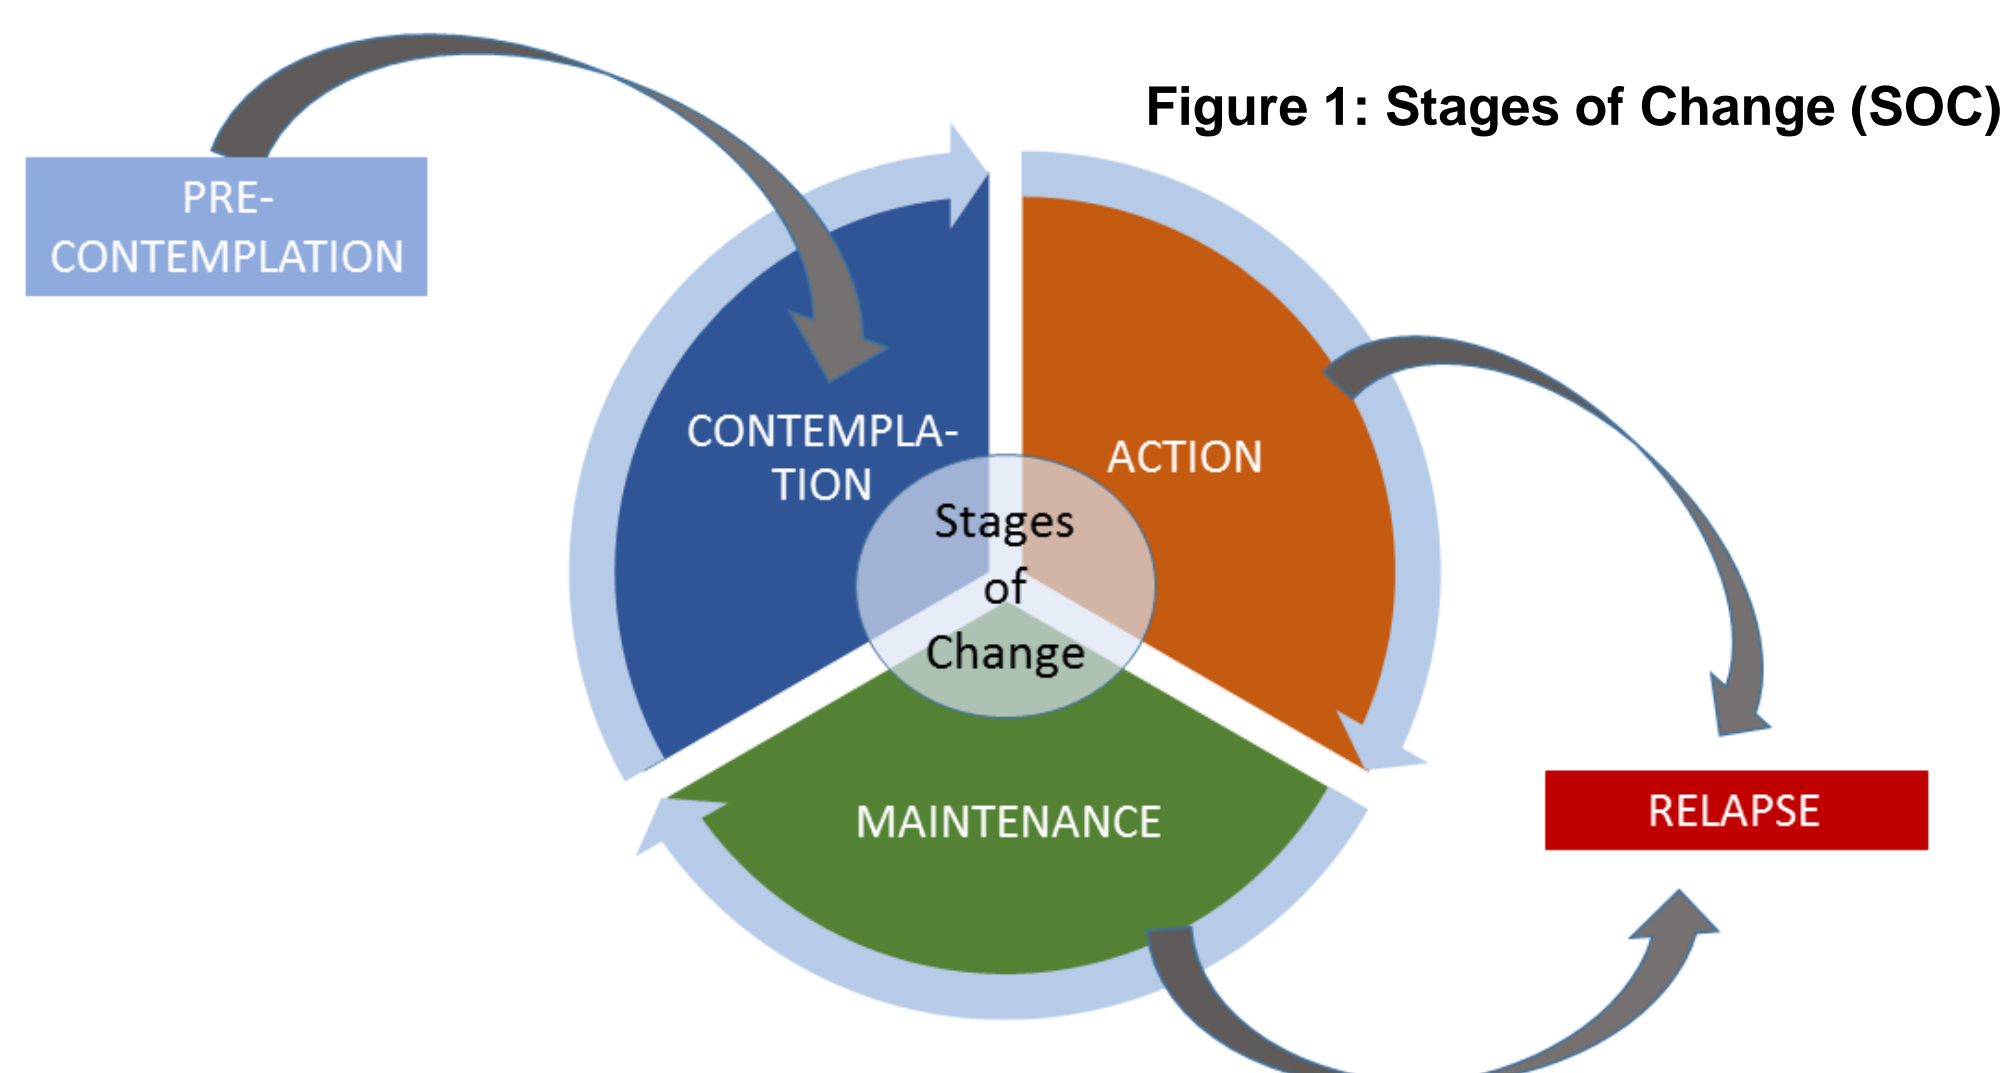 Figure 1: Stages of Change (SOC)
PRE-
CONTEMPLATION
CONTEMPLA-
TION
ACTION
Stages
of
Change
MAINTENANCE
RELAPSE